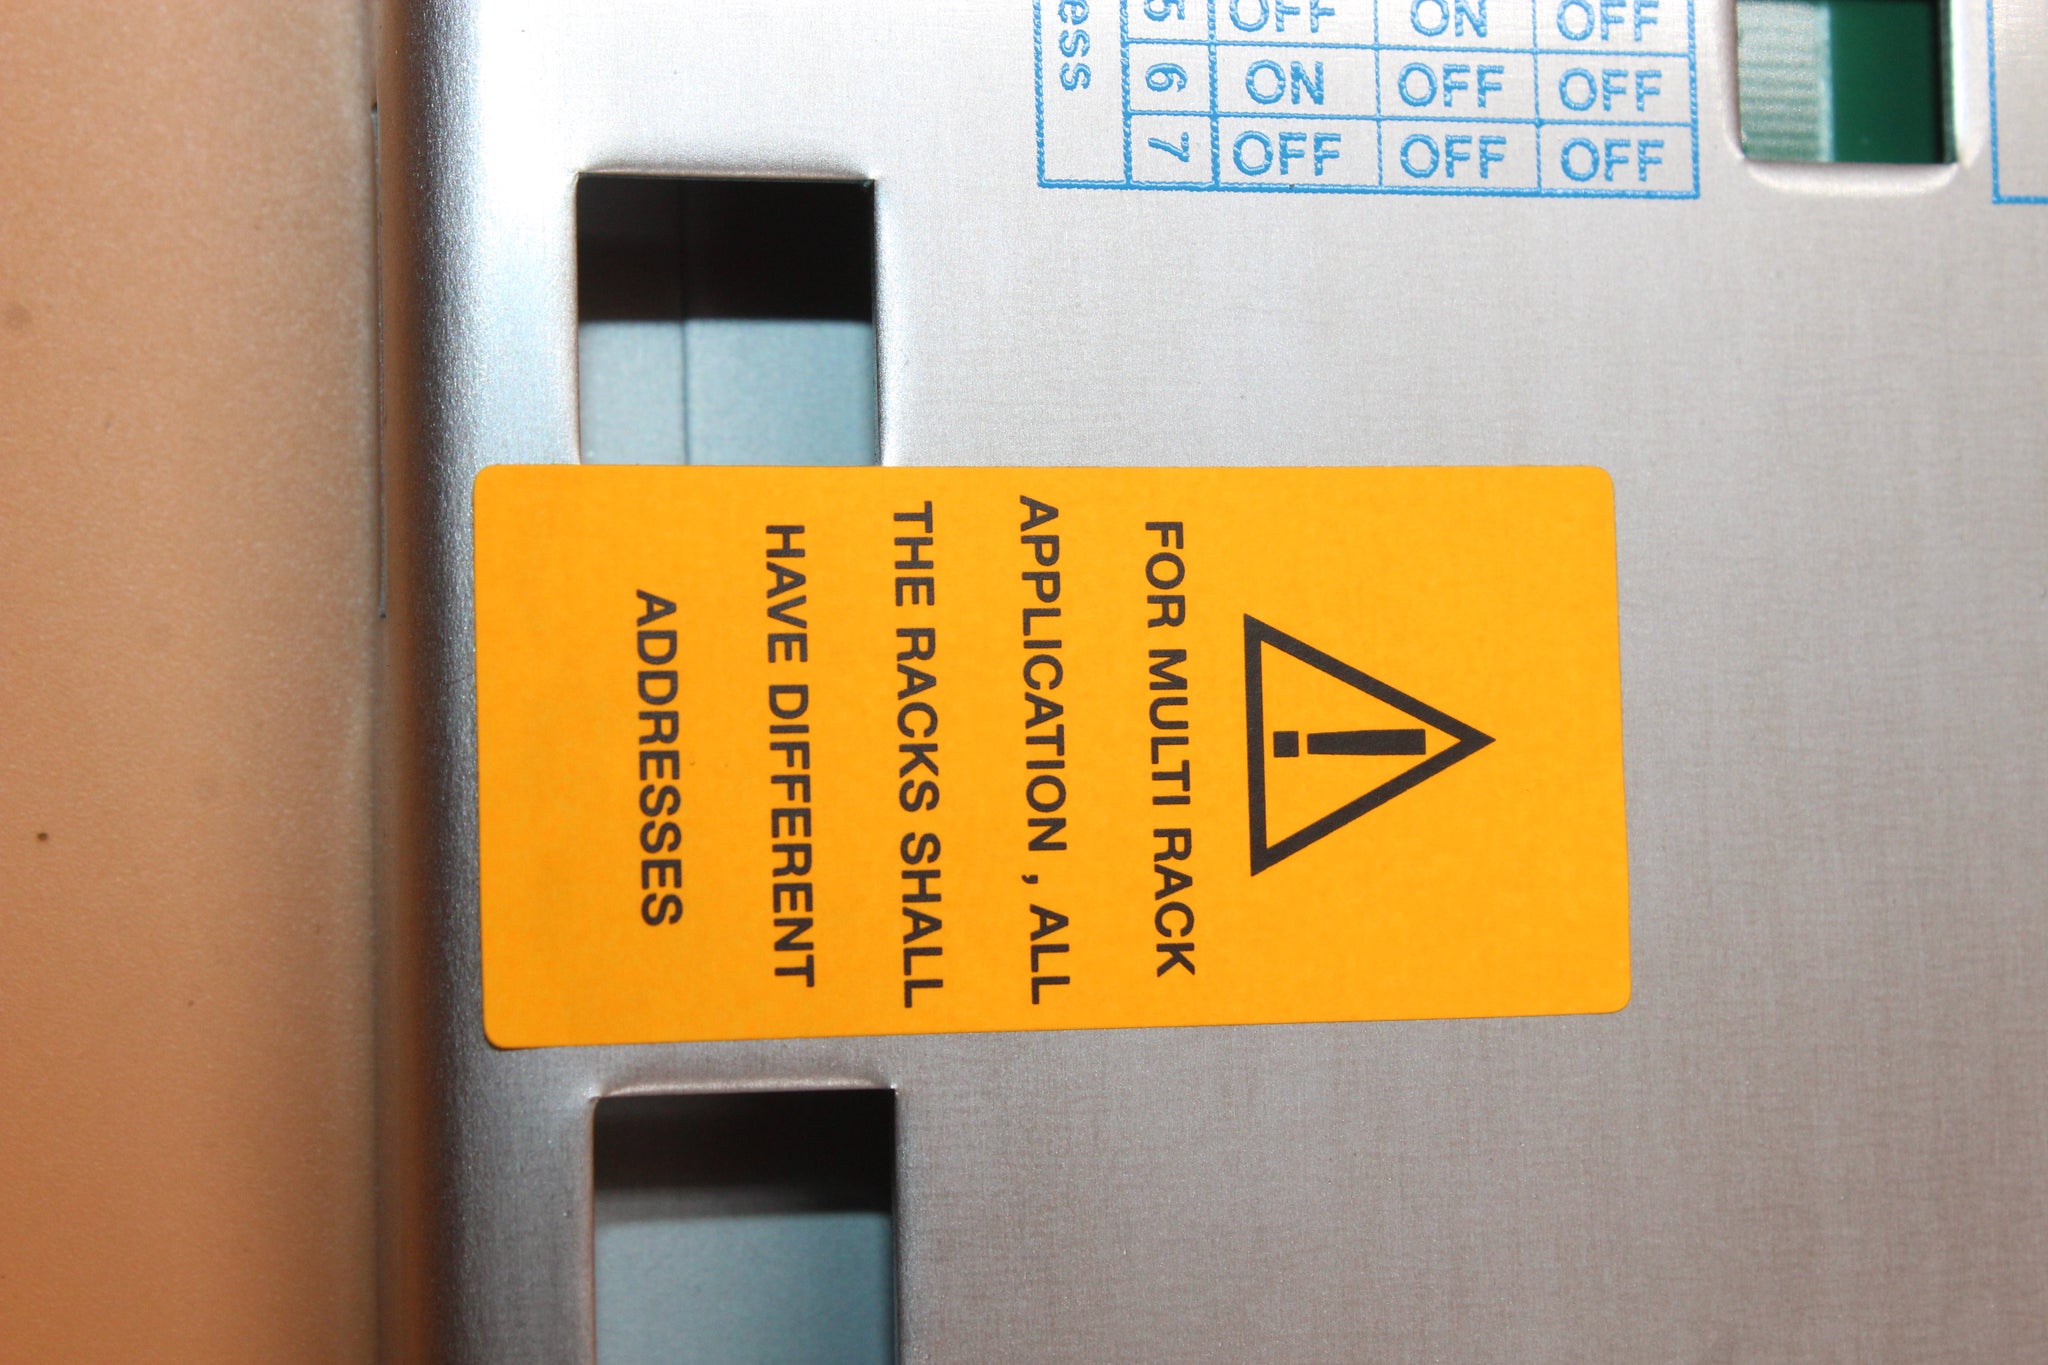 ess
5 OFF ON OFF
6 ON OFF OFF
7 OFF OFF OFF
FOR MULTI RACK
APPLICATION , ALL
THE RACKS SHALL
HAVE DIFFERENT
ADDRESSES